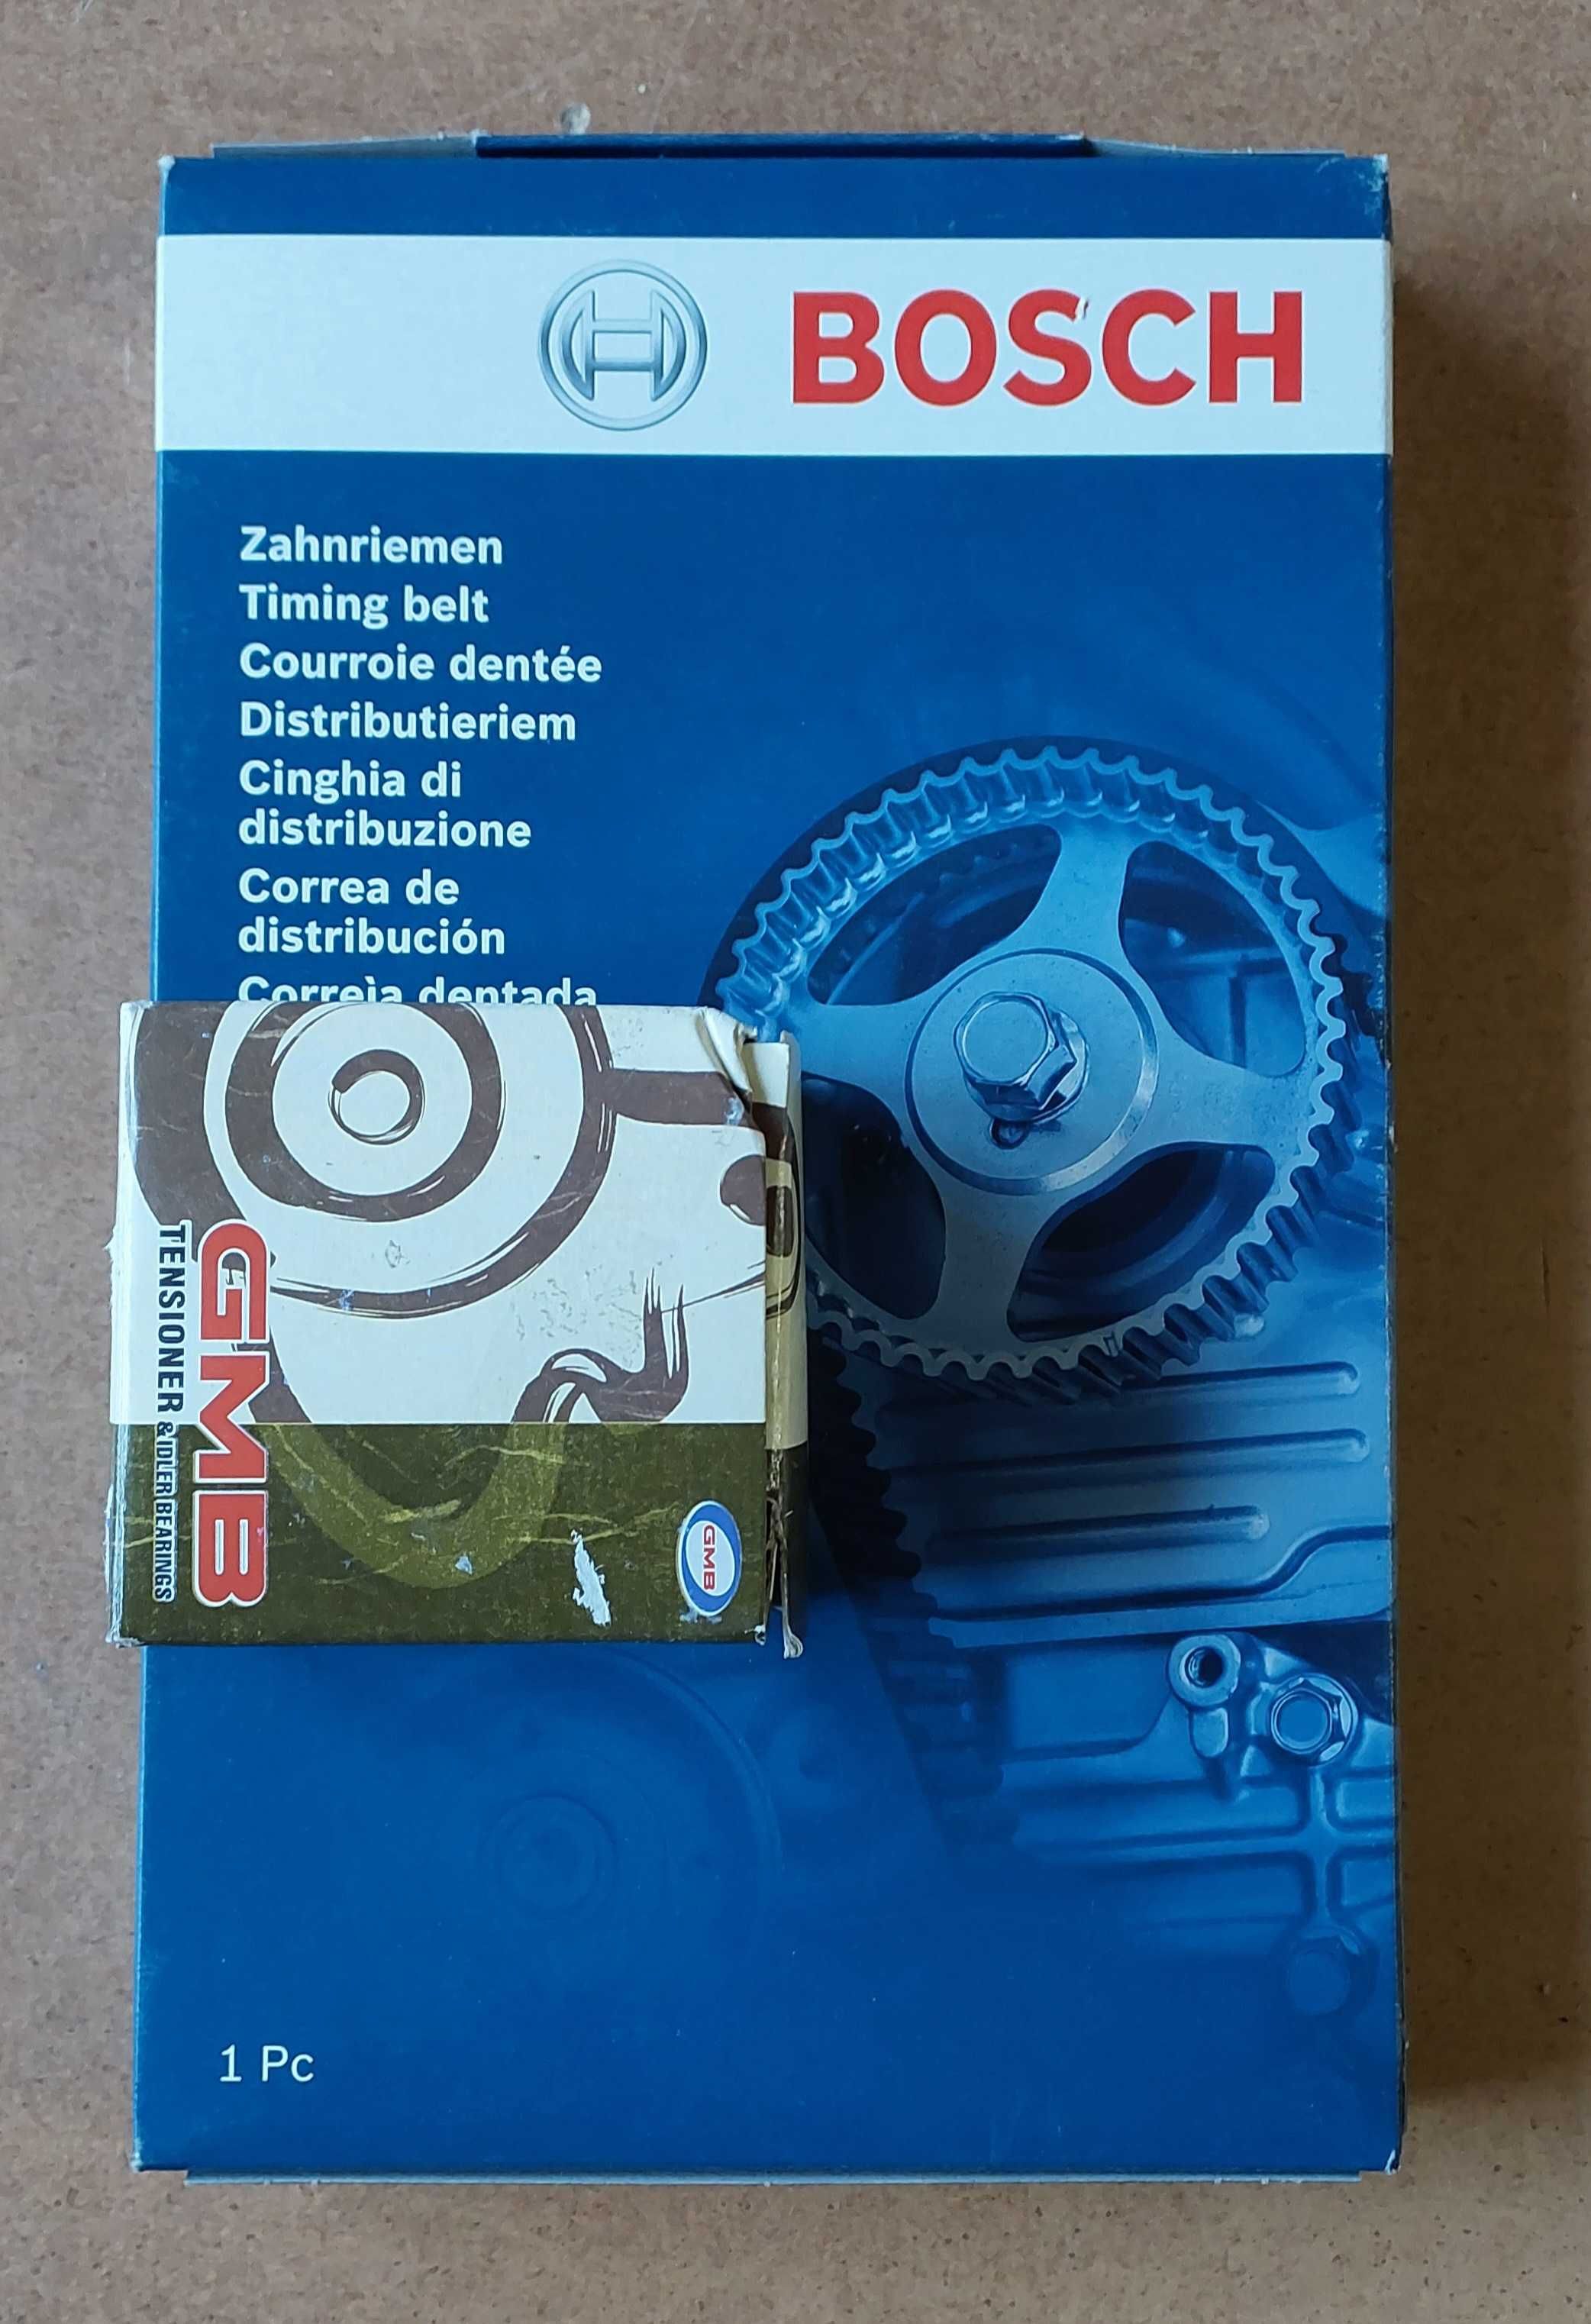 BOSCH
Zahnriemen
Timing belt
Courroie dentée
Distributieriem
Cinghia di
distribuzione
Correa de
distribución
Correia dentada
GMB
TENSIONER & IDLER BEARINGS
GMB
1 Pc